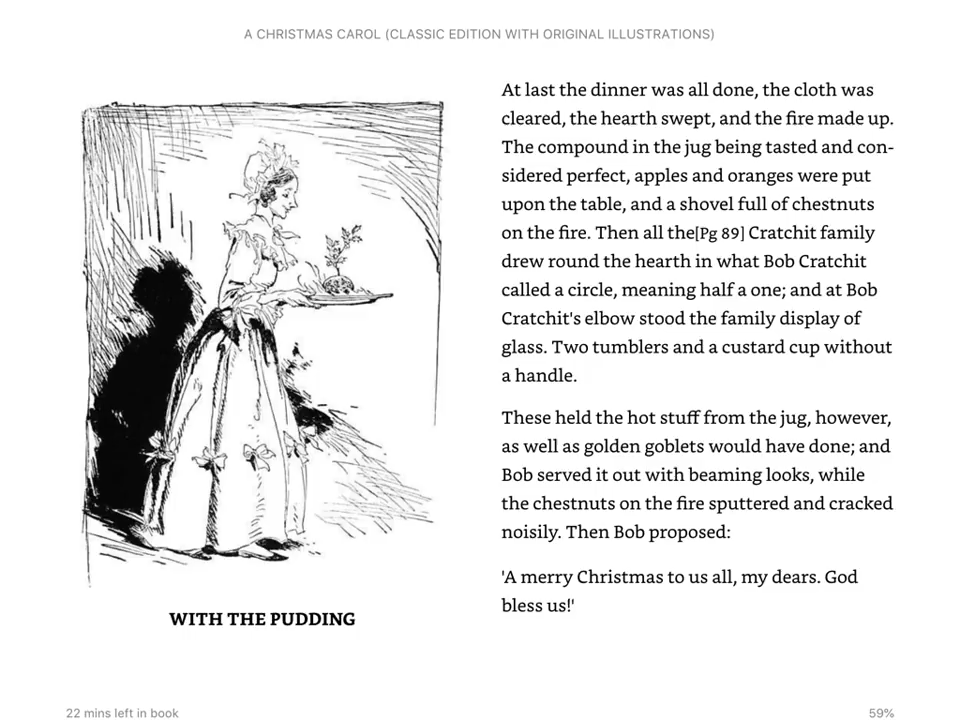 A CHRISTMAS CAROL (CLASSIC EDITION WITH ORIGINAL ILLUSTRATIONS)
WITH THE PUDDING
At last the dinner was all done, the cloth was
cleared, the hearth swept, and the fire made up.
The compound in the jug being tasted and con-
sidered perfect, apples and oranges were put
upon the table, and a shovel full of chestnuts
on the fire. Then all the[Pg 89] Cratchit family
drew round the hearth in what Bob Cratchit
called a circle, meaning half a one; and at Bob
Cratchit's elbow stood the family display of
glass. Two tumblers and a custard cup without
a handle.
These held the hot stuff from the jug, however,
as well as golden goblets would have done; and
Bob served it out with beaming looks, while
the chestnuts on the fire sputtered and cracked
noisily. Then Bob proposed:
'A merry Christmas to us all, my dears. God
bless us!'
22 mins left in book
59%